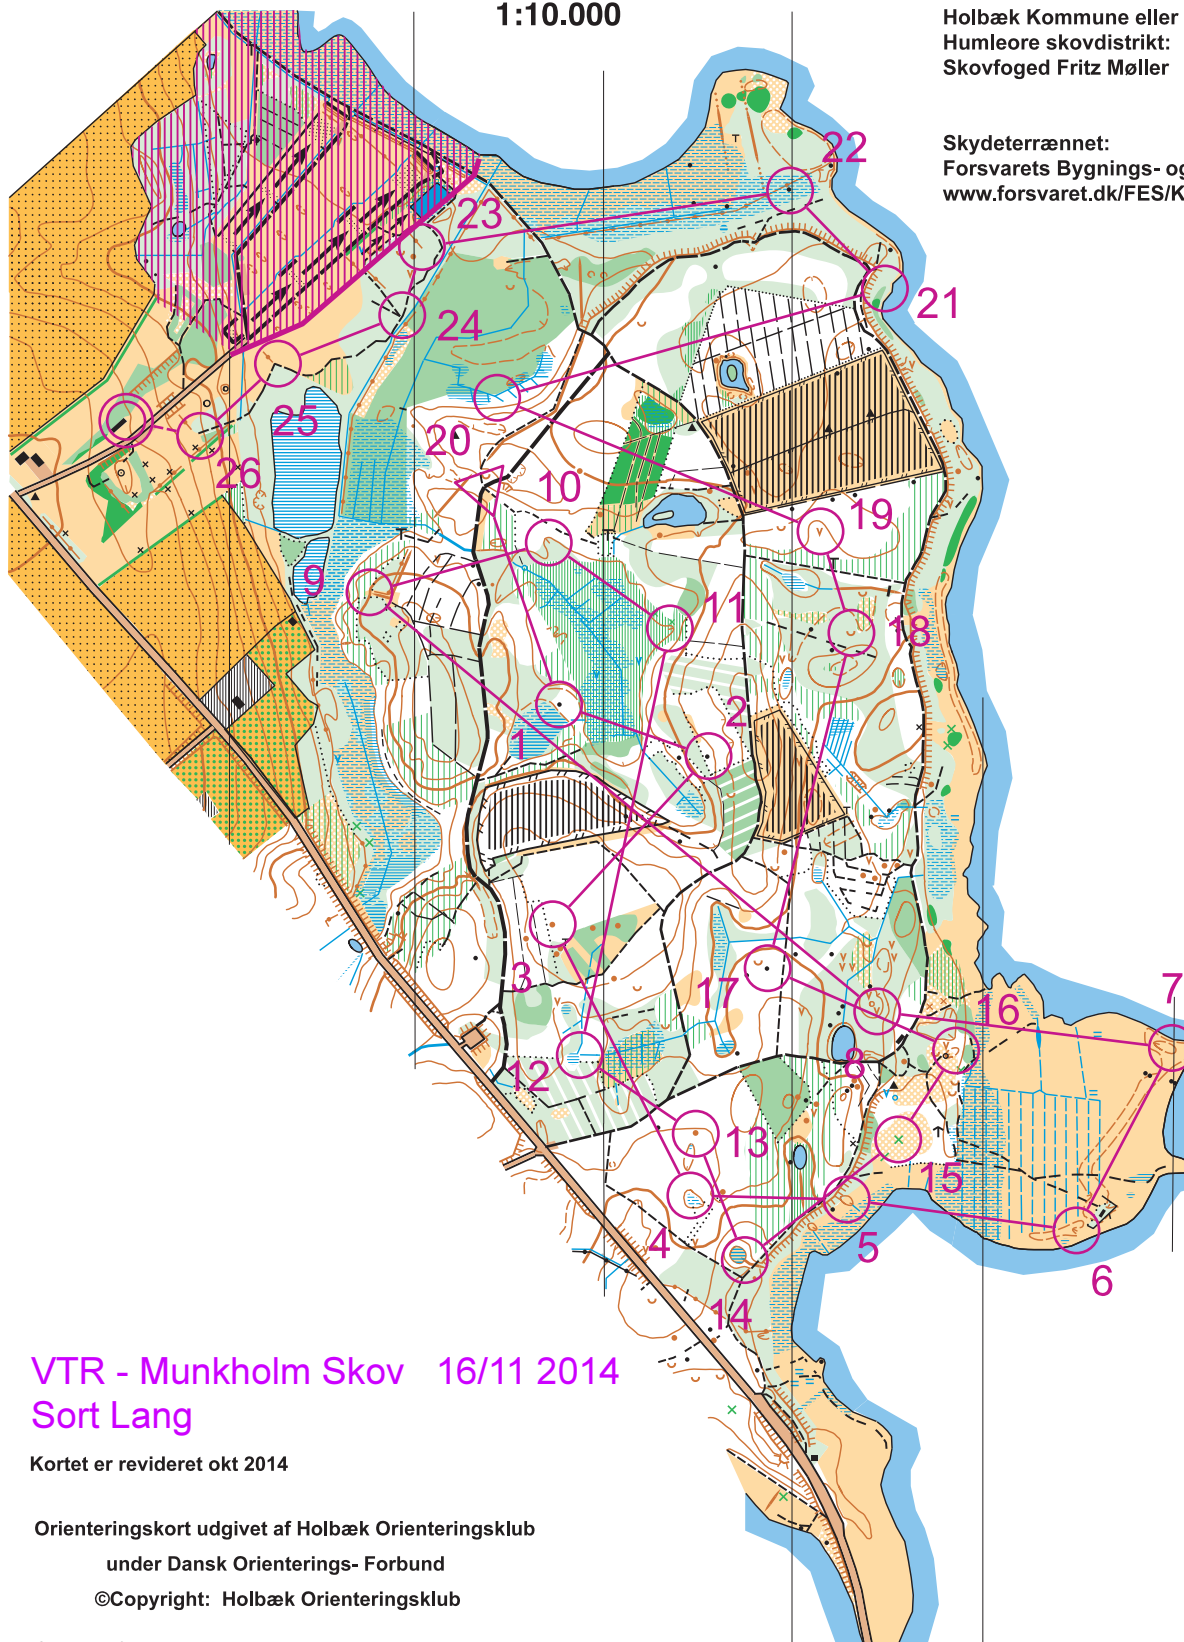 1:10.000
Holbæk Kommune eller
Humleore skovdistrikt:
Skovfoged Fritz Møller
Skydeterrænnet:
Forsvarets Bygnings- og
www.forsvaret.dk/FES/K
22
23
21
24
25
20
26
10
19
9
11
18
2
1
3
17
16
7
12
8
13
15
4
5
6
14
VTR - Munkholm Skov 16/11 2014
Sort Lang
Kortet er revideret okt 2014
Orienteringskort udgivet af Holbæk Orienteringsklub
under Dansk Orienterings- Forbund
©Copyright: Holbæk Orienteringsklub